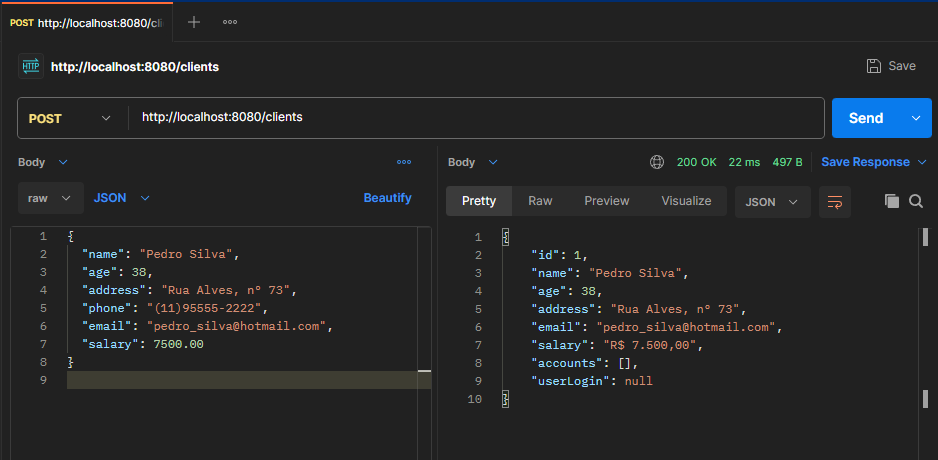 POST http://localhost:8080/cli
http://localhost:8080/clients
Save
POST
http://localhost:8080/clients
Send
Body
raw
JSON
Beautify
1 {
2 "name": "Pedro Silva",
3 "age": 38,
4 "address": "Rua Alves, nº 73",
5 "phone": "(11)95555-2222",
6 "email": "pedro_silva@hotmail.com",
7 "salary": 7500.00
8 }
9
Body
200 OK 22 ms 497 B Save Response
Pretty Raw Preview Visualize JSON
1 {
2 "id": 1,
3 "name": "Pedro Silva",
4 "age": 38,
5 "address": "Rua Alves, nº 73",
6 "email": "pedro_silva@hotmail.com",
7 "salary": "R$ 7.500,00",
8 "accounts": [],
9 "userLogin": null
10 }